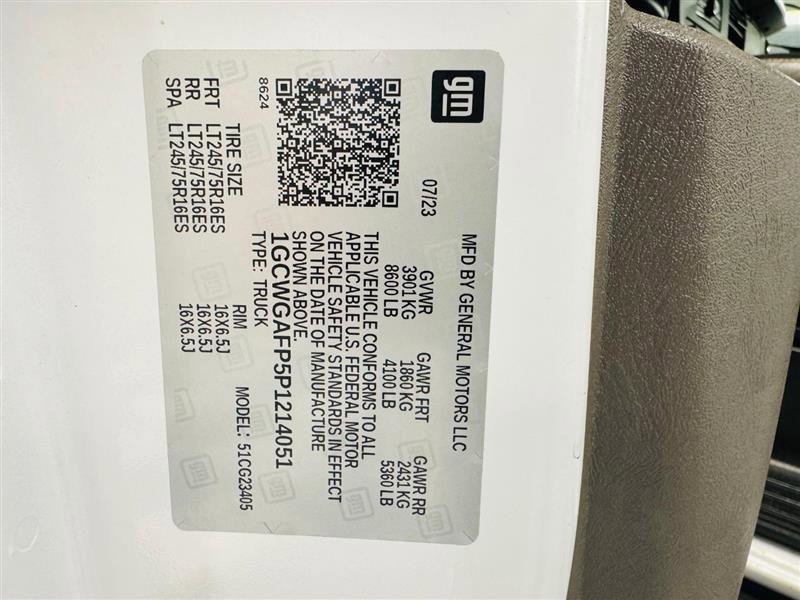 gm
MFD BY GENERAL MOTORS LLC
07/23
GVWR GAWR FRT GAWR RR
3901 KG 1860 KG 2431 KG
8600 LB 4100 LB 5360 LB
THIS VEHICLE CONFORMS TO ALL
APPLICABLE U.S. FEDERAL MOTOR
VEHICLE SAFETY STANDARDS IN EFFECT
ON THE DATE OF MANUFACTURE
SHOWN ABOVE.
1GCWGAFP5P1214051
TYPE: TRUCK
8624
MODEL: 51CG23405
TIRE SIZE RIM
FRT LT245/75R16ES 16X6.5J
RR LT245/75R16ES 16X6.5J
SPA LT245/75R16ES 16X6.5J